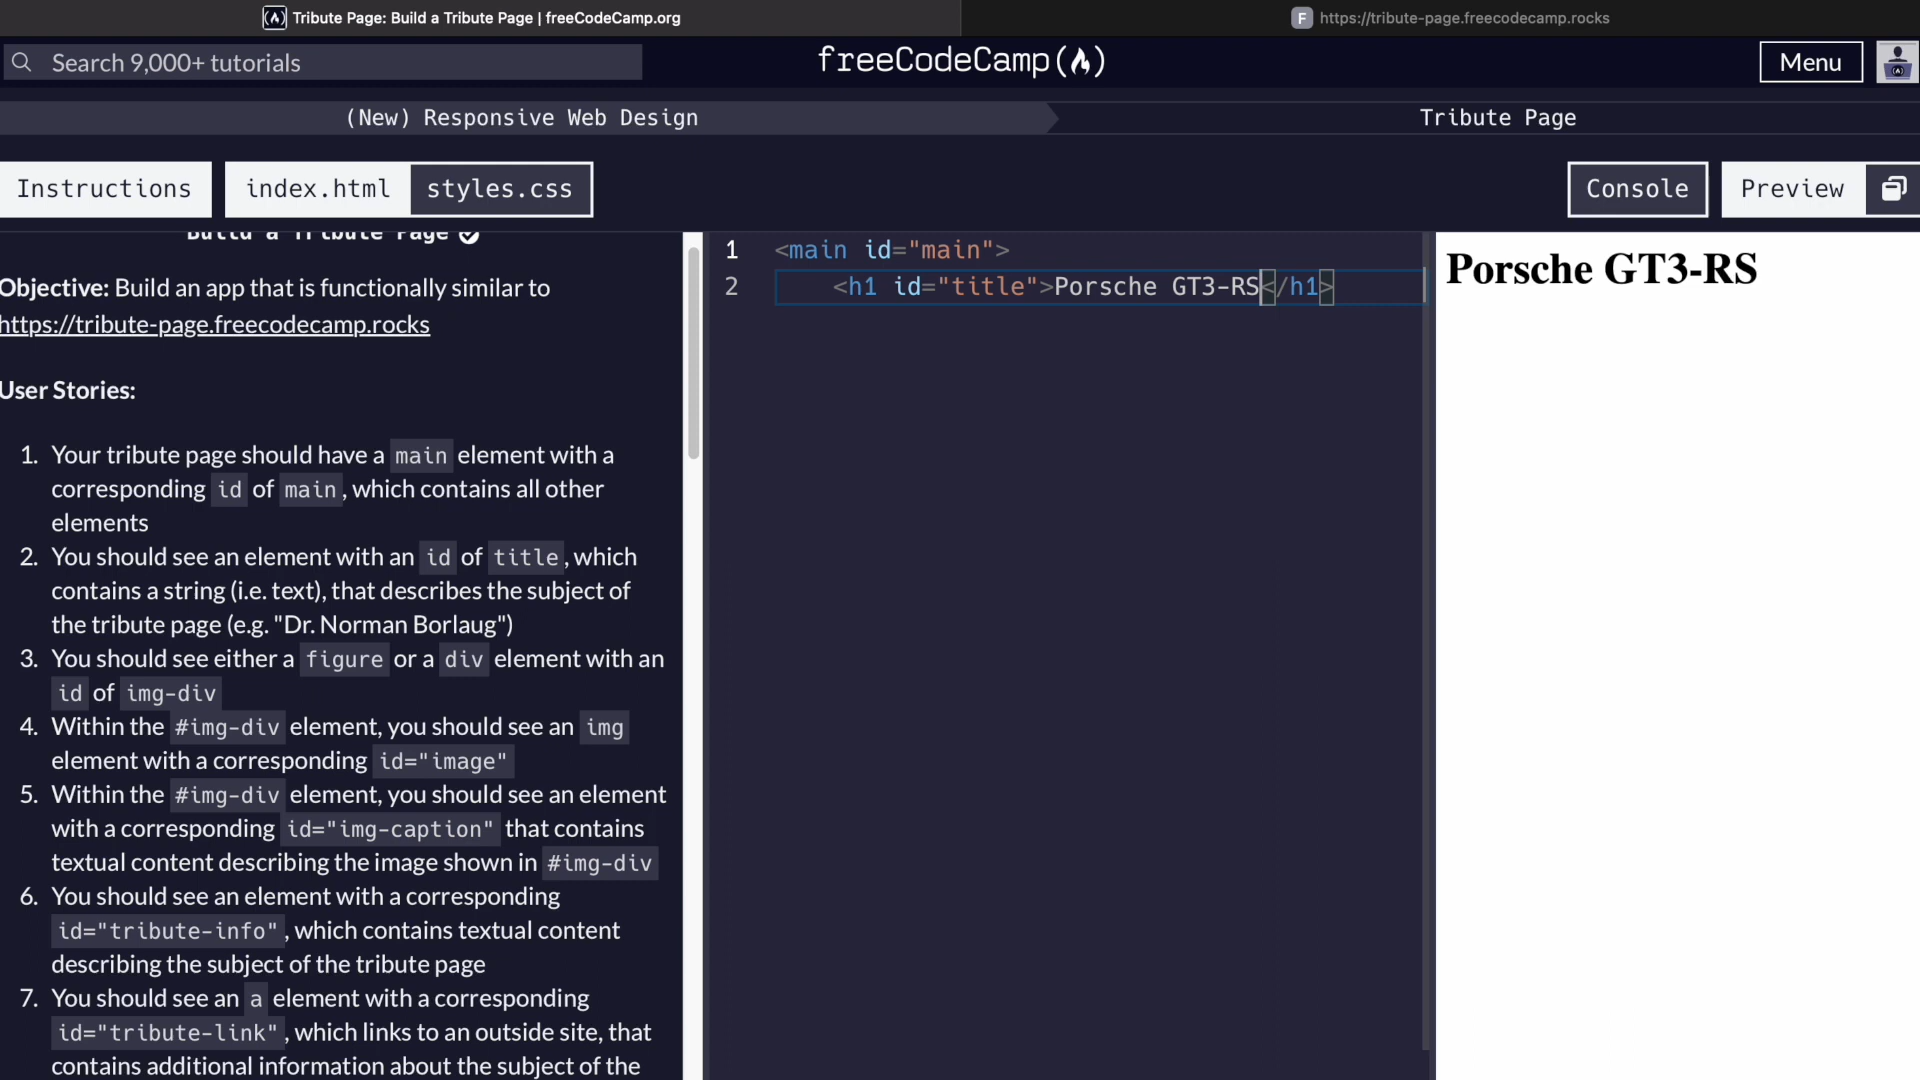 Tribute Page: Build a Tribute Page | freeCodeCamp.org
F https://tribute-page.freecodecamp.rocks
Search 9,000+ tutorials
freeCodeCamp
Menu
(New) Responsive Web Design
Tribute Page
Instructions
index.html
styles.css
Console
Preview
Build a Tribute Page
Objective: Build an app that is functionally similar to
https://tribute-page.freecodecamp.rocks
User Stories:
1. Your tribute page should have a main element with a
corresponding id of main, which contains all other
elements
2. You should see an element with an id of title, which
contains a string (i.e. text), that describes the subject of
the tribute page (e.g. "Dr. Norman Borlaug")
3. You should see either a figure or a div element with an
id of img-div
4. Within the #img-div element, you should see an img
element with a corresponding id="image"
5. Within the #img-div element, you should see an element
with a corresponding id="img-caption" that contains
textual content describing the image shown in #img-div
6. You should see an element with a corresponding
id="tribute-info", which contains textual content
describing the subject of the tribute page
7. You should see an a element with a corresponding
id="tribute-link", which links to an outside site, that
contains additional information about the subject of the
1 <main id="main">
2 <h1 id="title">Porsche GT3-RS</h1>
Porsche GT3-RS